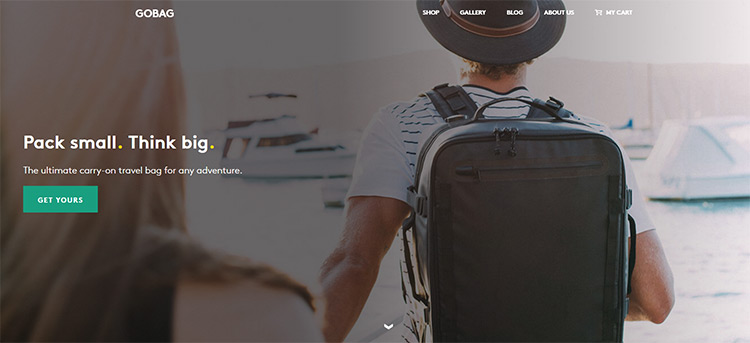 GOBAG
SHOP GALLERY BLOG ABOUT US MY CART
Pack small. Think big.
The ultimate carry-on travel bag for any adventure.
GET YOURS